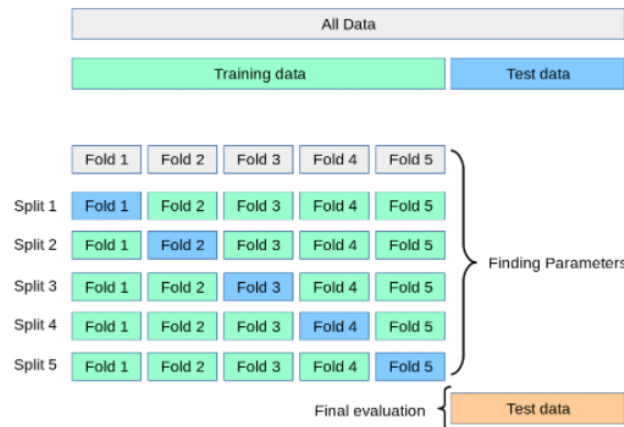 All Data
Training data Test data
Fold 1 Fold 2 Fold 3 Fold 4 Fold 5
Split 1 Fold 1 Fold 2 Fold 3 Fold 4 Fold 5
Split 2 Fold 1 Fold 2 Fold 3 Fold 4 Fold 5
Finding Parameters
Split 3 Fold 1 Fold 2 Fold 3 Fold 4 Fold 5
Split 4 Fold 1 Fold 2 Fold 3 Fold 4 Fold 5
Split 5 Fold 1 Fold 2 Fold 3 Fold 4 Fold 5
Final evaluation Test data